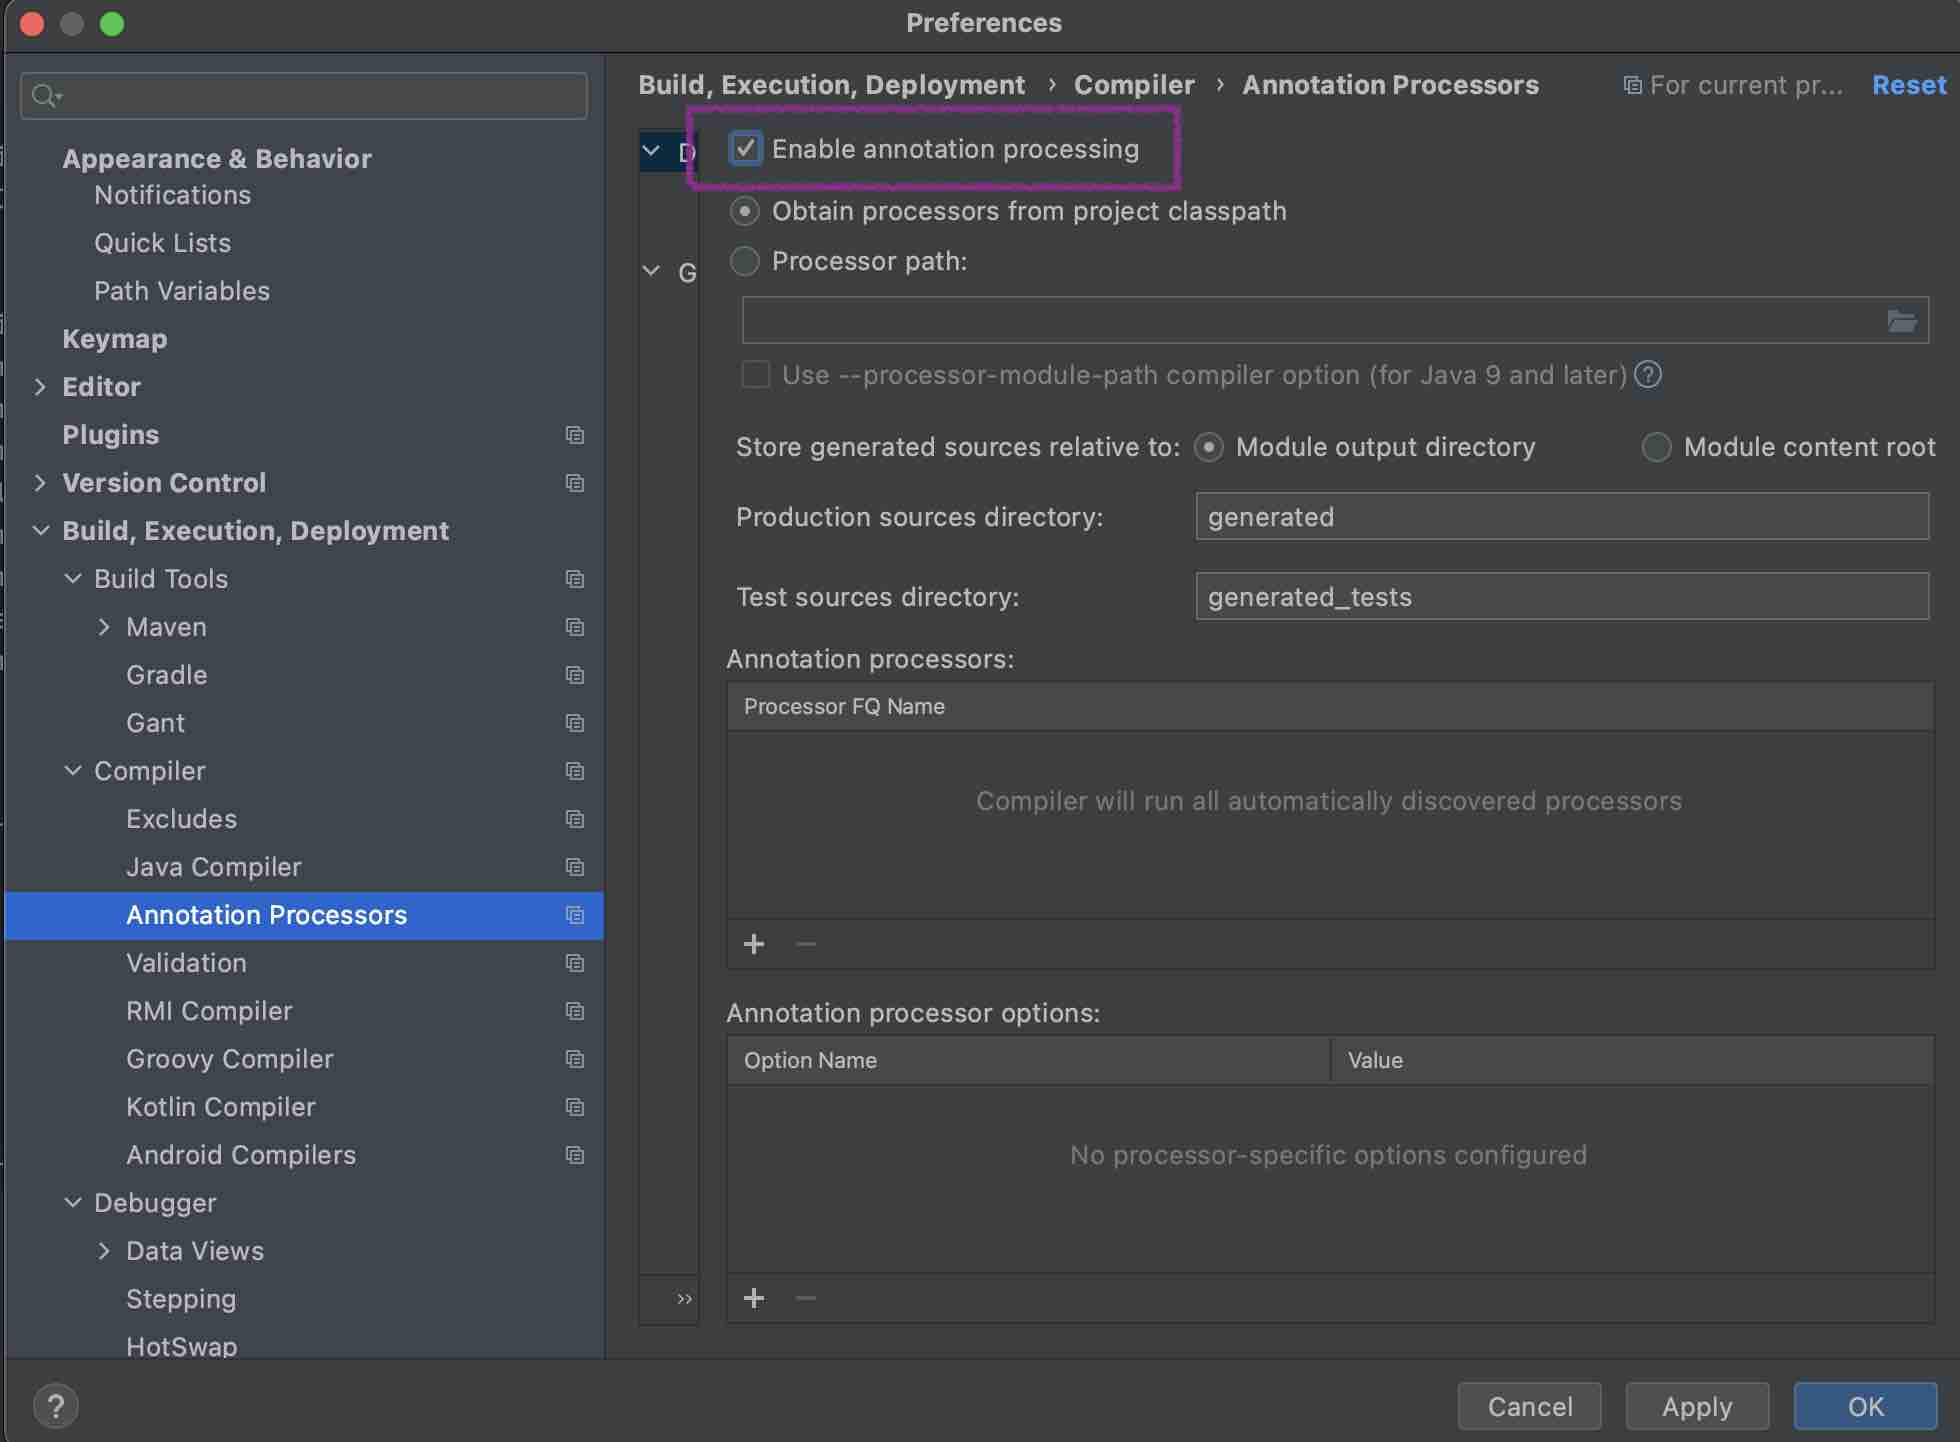 Preferences
Build, Execution, Deployment › Compiler › Annotation Processors
For current pr...
Reset
Appearance & Behavior
Notifications
Quick Lists
Path Variables
Keymap
Editor
Plugins
Version Control
Build, Execution, Deployment
Build Tools
Maven
Gradle
Gant
Compiler
Excludes
Java Compiler
Annotation Processors
Validation
RMI Compiler
Groovy Compiler
Kotlin Compiler
Android Compilers
Debugger
Data Views
Stepping
HotSwap
D
G
Enable annotation processing
Obtain processors from project classpath
Processor path:
Use --processor-module-path compiler option (for Java 9 and later) ?
Store generated sources relative to: Module output directory Module content root
Production sources directory: generated
Test sources directory: generated_tests
Annotation processors:
Processor FQ Name
Compiler will run all automatically discovered processors
Annotation processor options:
Option Name Value
No processor-specific options configured
?
Cancel Apply OK